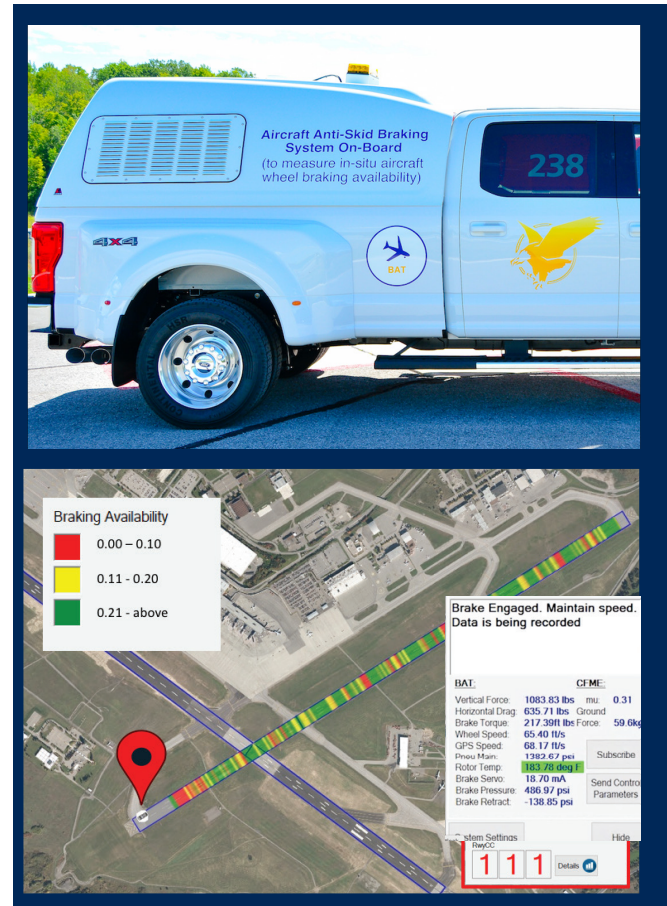 Aircraft Anti-Skid Braking
System On-Board
(to measure in-situ aircraft
wheel braking availability)
238
4X4
BAT
Braking Availability
0.00 – 0.10
0.11 - 0.20
0.21 - above
Brake Engaged. Maintain speed.
Data is being recorded
BAT: CFME:
Vertical Force: 1083.83 lbs mu: 0.31
Horizontal Drag: 635.71 lbs Ground
Brake Torque: 217.39ft lbs Force: 59.6kg
Wheel Speed: 65.40 ft/s
GPS Speed: 68.17 ft/s
Pneu Main: 1382.67 psi
Subscribe
Rotor Temp: 183.78 deg F
Brake Servo: 18.70 mA
Send Contro
Brake Pressure: 486.97 psi
Parameters
Brake Retract: -138.85 psi
System Settings Hide
RwyCC
1 1 1 Details